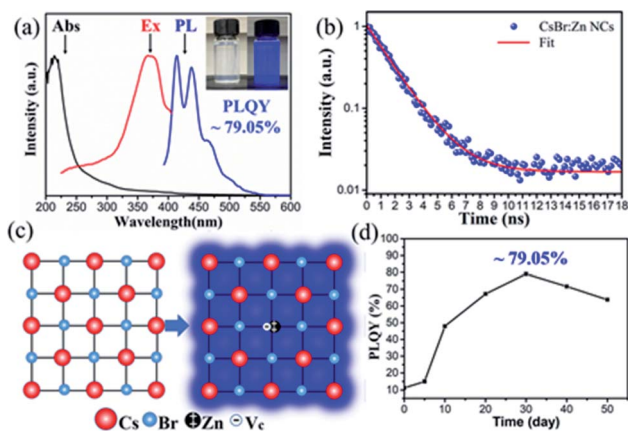 (a)
Abs
Ex
PL
PLQY
~ 79.05%
Intensity (a.u.)
200 250 300 350 400 450 500 550 600
Wavelength(nm)
(b)
CsBr:Zn NCs
Fit
Intensity (a.u.)
1
0.1
0.01
0 1 2 3 4 5 6 7 8 9 10 11 12 13 14 15 16 17 18
Time (ns)
(c)
Cs Br Zn Vc
(d)
~ 79.05%
PLQY (%)
100
90
80
70
60
50
40
30
20
10
0 10 20 30 40 50
Time (day)